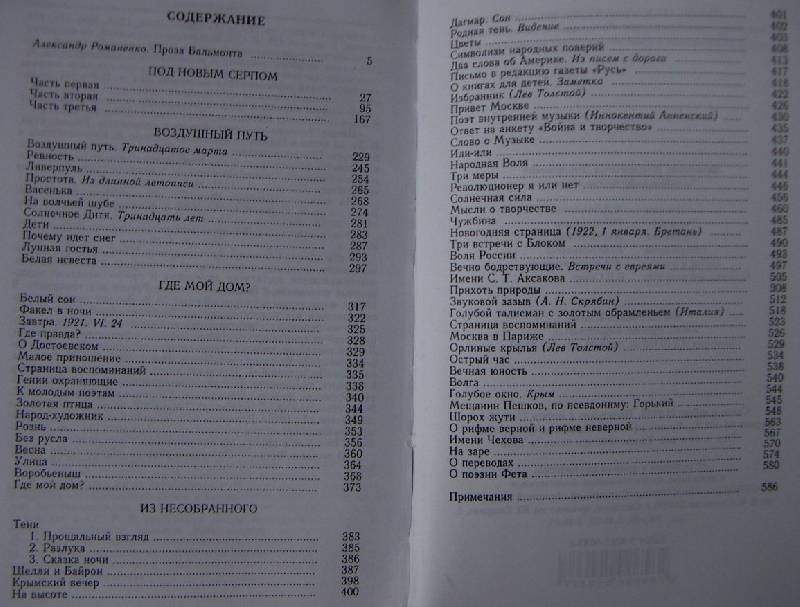 СОДЕРЖАНИЕ
Александр Романенко. Проза Бальмонта 5
ПОД НОВЫМ СЕРПОМ
Часть первая 27
Часть вторая 95
Часть третья 167
ВОЗДУШНЫЙ ПУТЬ
Воздушный путь. Тринадцатое марта 229
Ревность 245
Ливерпуль 254
Простота. Из длинной летописи 265
Васенька 268
На волчьей шубе 274
Солнечное Дитя. Тринадцать лет 281
Дети 283
Почему идет снег 287
Лунная гостья 293
Белая невеста 297
ГДЕ МОЙ ДОМ?
Белый сон 317
Факел в ночи 322
Завтра. 1921. VI. 24 325
Где правда? 328
О Достоевском 329
Малое приношение 334
Страница воспоминаний 335
Гении охраняющие 338
К молодым поэтам 340
Золотая птица 344
Народ-художник 349
Рознь 353
Без русла 356
Весна 360
Улица 364
Воробьеныш 368
Где мой дом? 373
ИЗ НЕСОБРАННОГО
Тени
1. Прощальный взгляд 383
2. Разлука 385
3. Сказка ночи 386
Шелли и Байрон 387
Крымский вечер 398
На высоте 400
Дагмар. Сон 401
Родная тень. Видение 402
Цветы 403
Символизм народных поверий 408
Два слова об Америке. Из писем с дороги 413
Письмо в редакцию газеты «Русь» 417
О книгах для детей. Заметка 418
Избранник (Лев Толстой) 422
Привет Москве 426
Поэт внутренней музыки (Иннокентий Анненский) 430
Ответ на анкету «Война и творчество» 435
Слово о Музыке 436
Или-или 440
Народная Воля 441
Три меры 444
Революционер я или нет 446
Солнечная сила 456
Мысли о творчестве
Чужбина 485
Новогодняя страница (1922, 1 января. Бретань) 487
Три встречи с Блоком 490
Воля России 493
Вечно бодрствующие. Встречи с евреями 497
Имени С. Т. Аксакова 505
Прихоть природы 508
Звуковой зазыв (А. Н. Скрябин) 512
Голубой талисман с золотым обрамленьем (Италия) 518
Страница воспоминаний 523
Москва в Париже 526
Орлиные крылья (Лев Толстой) 529
Острый час 534
Вечная юность 538
Волга 540
Голубое окно. Крым 544
Мещанин Пешков, по псевдониму: Горький 545
Шорох жути 548
О рифме верной и рифме неверной 563
Имени Чехова 567
На заре 570
О переводах 574
О поэзии Фета 580
Примечания 586